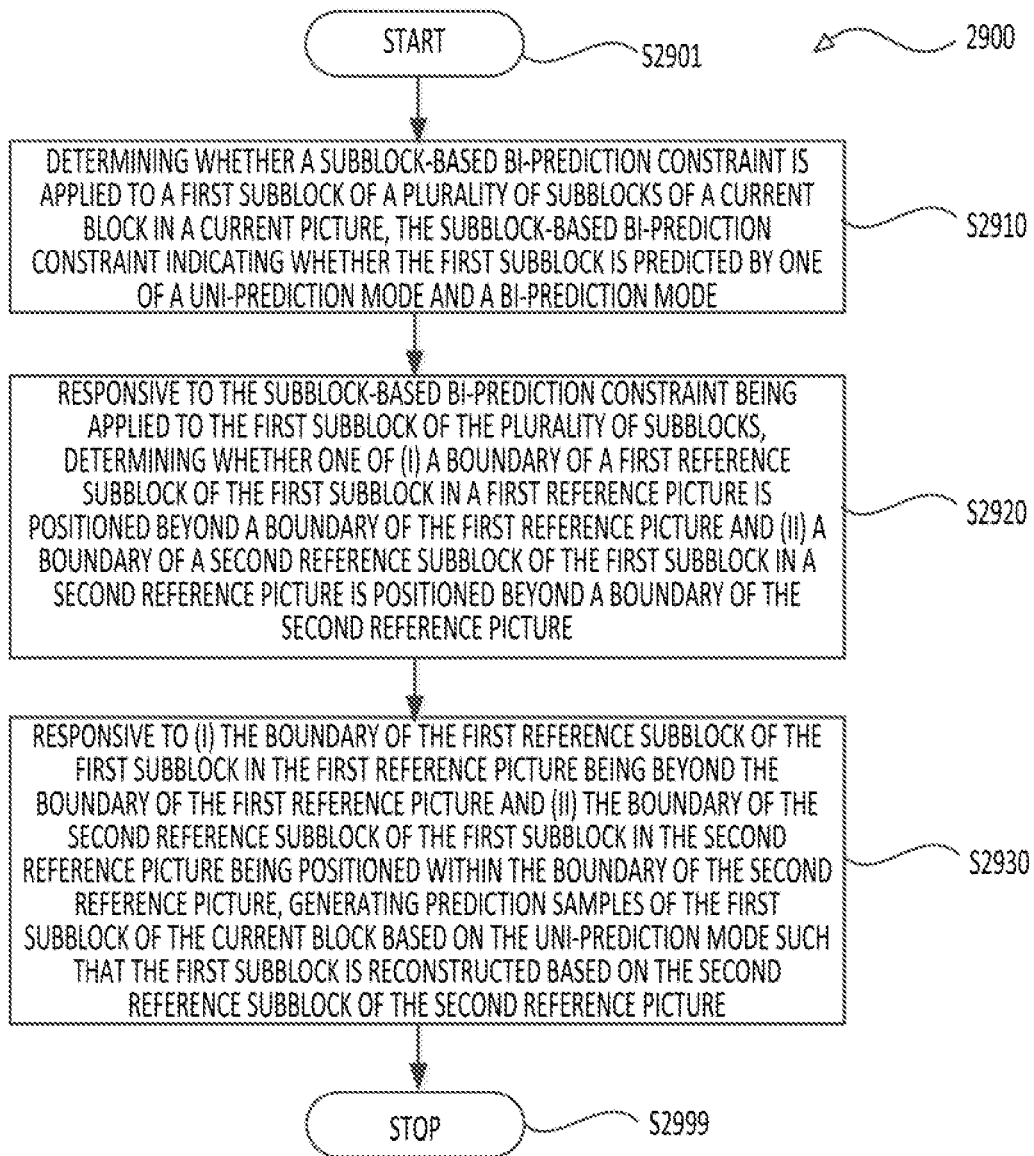 START
S2901
2900
DETERMINING WHETHER A SUBBLOCK-BASED BI-PREDICTION CONSTRAINT IS
APPLIED TO A FIRST SUBBLOCK OF A PLURALITY OF SUBBLOCKS OF A CURRENT
BLOCK IN A CURRENT PICTURE, THE SUBBLOCK-BASED BI-PREDICTION
CONSTRAINT INDICATING WHETHER THE FIRST SUBBLOCK IS PREDICTED BY ONE
OF A UNI-PREDICTION MODE AND A BI-PREDICTION MODE
S2910
RESPONSIVE TO THE SUBBLOCK-BASED BI-PREDICTION CONSTRAINT BEING
APPLIED TO THE FIRST SUBBLOCK OF THE PLURALITY OF SUBBLOCKS,
DETERMINING WHETHER ONE OF (I) A BOUNDARY OF A FIRST REFERENCE
SUBBLOCK OF THE FIRST SUBBLOCK IN A FIRST REFERENCE PICTURE IS
POSITIONED BEYOND A BOUNDARY OF THE FIRST REFERENCE PICTURE AND (II) A
BOUNDARY OF A SECOND REFERENCE SUBBLOCK OF THE FIRST SUBBLOCK IN A
SECOND REFERENCE PICTURE IS POSITIONED BEYOND A BOUNDARY OF THE
SECOND REFERENCE PICTURE
S2920
RESPONSIVE TO (I) THE BOUNDARY OF THE FIRST REFERENCE SUBBLOCK OF THE
FIRST SUBBLOCK IN THE FIRST REFERENCE PICTURE BEING BEYOND THE
BOUNDARY OF THE FIRST REFERENCE PICTURE AND (II) THE BOUNDARY OF THE
SECOND REFERENCE SUBBLOCK OF THE FIRST SUBBLOCK IN THE SECOND
REFERENCE PICTURE BEING POSITIONED WITHIN THE BOUNDARY OF THE SECOND
REFERENCE PICTURE, GENERATING PREDICTION SAMPLES OF THE FIRST
SUBBLOCK OF THE CURRENT BLOCK BASED ON THE UNI-PREDICTION MODE SUCH
THAT THE FIRST SUBBLOCK IS RECONSTRUCTED BASED ON THE SECOND
REFERENCE SUBBLOCK OF THE SECOND REFERENCE PICTURE
S2930
STOP
S2999